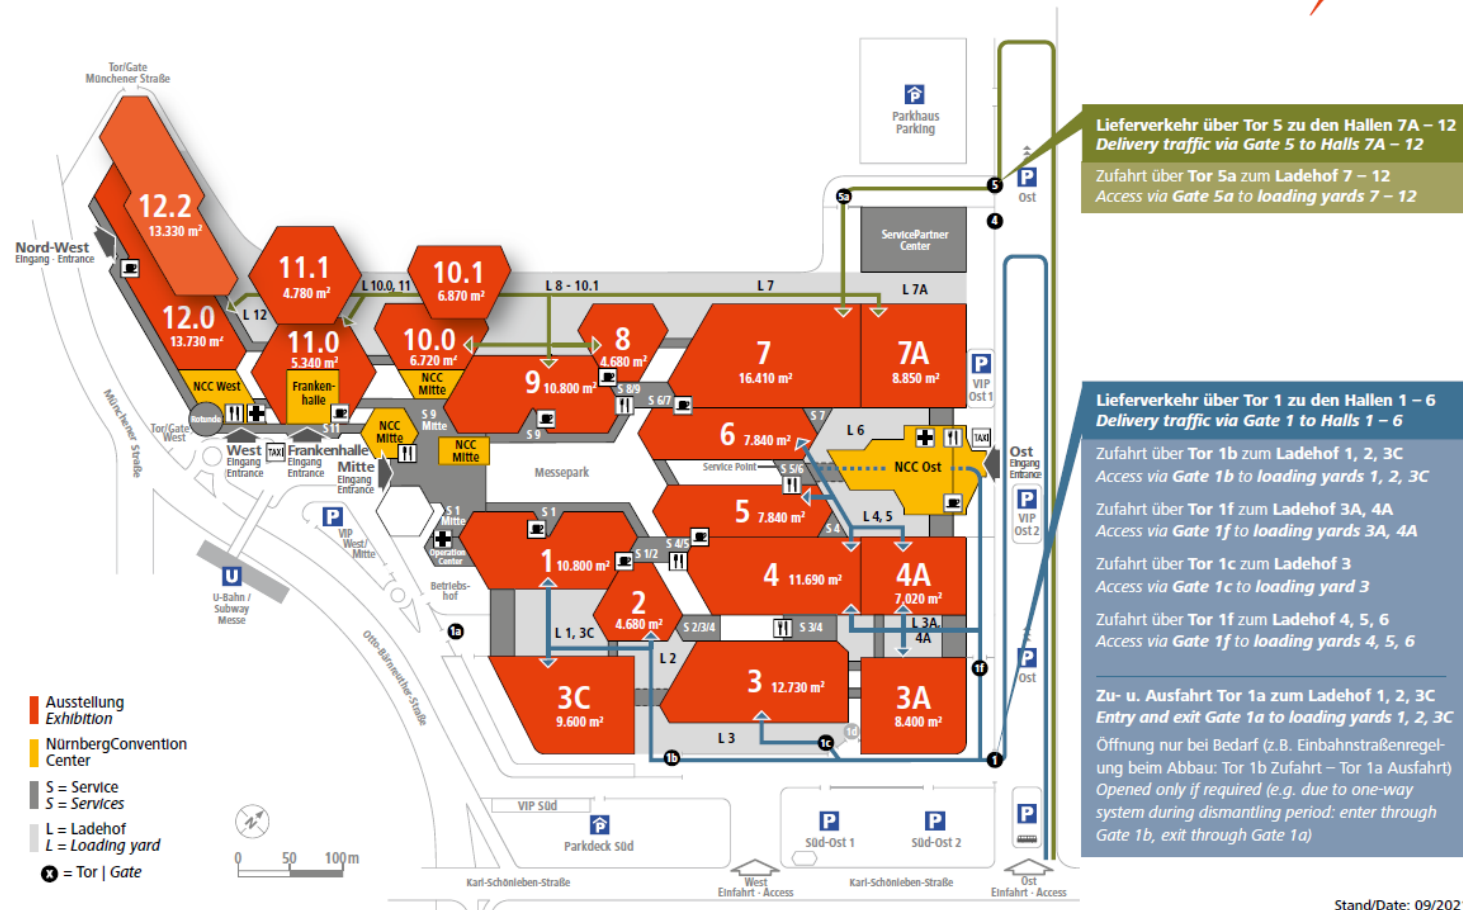 Tor/Gate
Münchener Straße
P
Parkhaus
Parking
Lieferverkehr über Tor 5 zu den Hallen 7A – 12
Delivery traffic via Gate 5 to Halls 7A – 12
Zufahrt über Tor 5a zum Ladehof 7 – 12
Access via Gate 5a to loading yards 7 – 12
5
P
Ost
5a
4
12.2
13.330 m²
ServicePartner
Center
Nord-West
Eingang · Entrance
11.1
4.780 m²
10.1
6.870 m²
L 10.0, 11
L 8 - 10.1
L 7
L 7A
12.0
13.730 m²
L 12
11.0
5.340 m²
10.0
6.720 m²
8
4.680 m²
7
16.410 m²
7A
8.850 m²
P
VIP
Ost 1
NCC West
Franken-
halle
NCC
Mitte
9 10.800 m²
S 8/9
S 6/7
Rotunde
S11
S 9
Mitte
S 9
NCC
Mitte
NCC
Mitte
6 7.840 m²
S 7
L 6
TAXI
Münchener Straße
Tor/Gate
West
West
Eingang
Entrance
TAXI
Frankenhalle
Eingang
Entrance
Mitte
Eingang
Entrance
Messepark
Service Point
S 5/6
NCC Ost
Ost
Eingang
Entrance
P
VIP
West/
Mitte
S 1
Mitte
S 1
5 7.840 m²
S 4
L 4, 5
P
VIP
Ost 2
Operation
Center
1 10.800 m²
S 1/2
S 4/5
4 11.690 m²
4A
7.020 m²
U
U-Bahn /
Subway
Messe
Betriebs-
hof
2
4.680 m²
1a
L 1, 3C
S 2/3/4
S 3/4
L 3A,
4A
Otto-Bärnreuther-Straße
L 2
3C
9.600 m²
3 12.730 m²
3A
8.400 m²
1f
P
Ost
L 3
1b
1c
1d
1
Lieferverkehr über Tor 1 zu den Hallen 1 – 6
Delivery traffic via Gate 1 to Halls 1 – 6
Zufahrt über Tor 1b zum Ladehof 1, 2, 3C
Access via Gate 1b to loading yards 1, 2, 3C
Zufahrt über Tor 1f zum Ladehof 3A, 4A
Access via Gate 1f to loading yards 3A, 4A
Zufahrt über Tor 1c zum Ladehof 3
Access via Gate 1c to loading yard 3
Zufahrt über Tor 1f zum Ladehof 4, 5, 6
Access via Gate 1f to loading yards 4, 5, 6
Zu- u. Ausfahrt Tor 1a zum Ladehof 1, 2, 3C
Entry and exit Gate 1a to loading yards 1, 2, 3C
Öffnung nur bei Bedarf (z.B. Einbahnstraßenregel-
ung beim Abbau: Tor 1b Zufahrt – Tor 1a Ausfahrt)
Opened only if required (e.g. due to one-way
system during dismantling period: enter through
Gate 1b, exit through Gate 1a)
Ausstellung
Exhibition
NürnbergConvention
Center
S = Service
S = Services
L = Ladehof
L = Loading yard
x = Tor | Gate
N
0 50 100m
VIP Süd
P
Parkdeck Süd
P
Süd-Ost 1
P
Süd-Ost 2
P
Karl-Schönleben-Straße
West
Einfahrt · Access
Karl-Schönleben-Straße
Ost
Einfahrt · Access
Stand/Date: 09/202